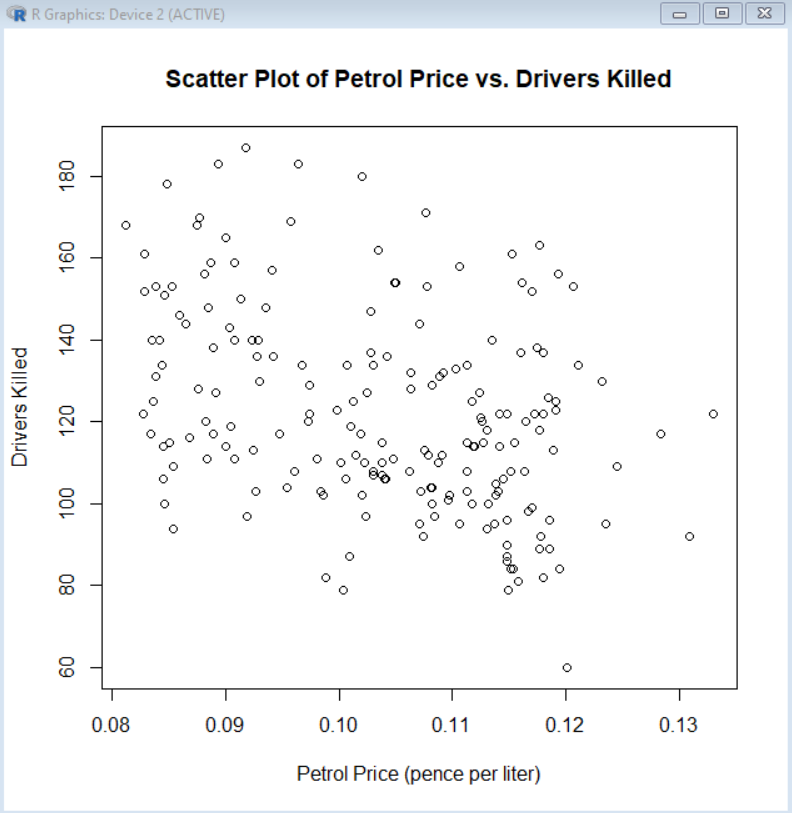 R Graphics: Device 2 (ACTIVE)
Scatter Plot of Petrol Price vs. Drivers Killed
Drivers Killed
180
160
140
120
100
80
60
0.08 0.09 0.10 0.11 0.12 0.13
Petrol Price (pence per liter)